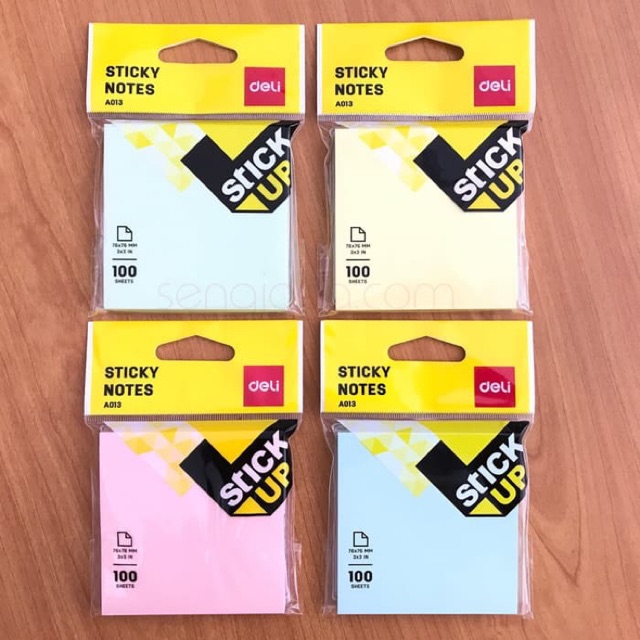 STICKY
NOTES
A013
deli
STICK
UP
76x76 MM
3x3 IN
100
SHEETS
STICKY
NOTES
A013
deli
STICK
UP
76x76 MM
3x3 IN
100
SHEETS
STICKY
NOTES
A013
deli
STICK
UP
76x76 MM
3x3 IN
100
SHEETS
STICKY
NOTES
A013
deli
STICK
UP
76x76 MM
3x3 IN
100
SHEETS